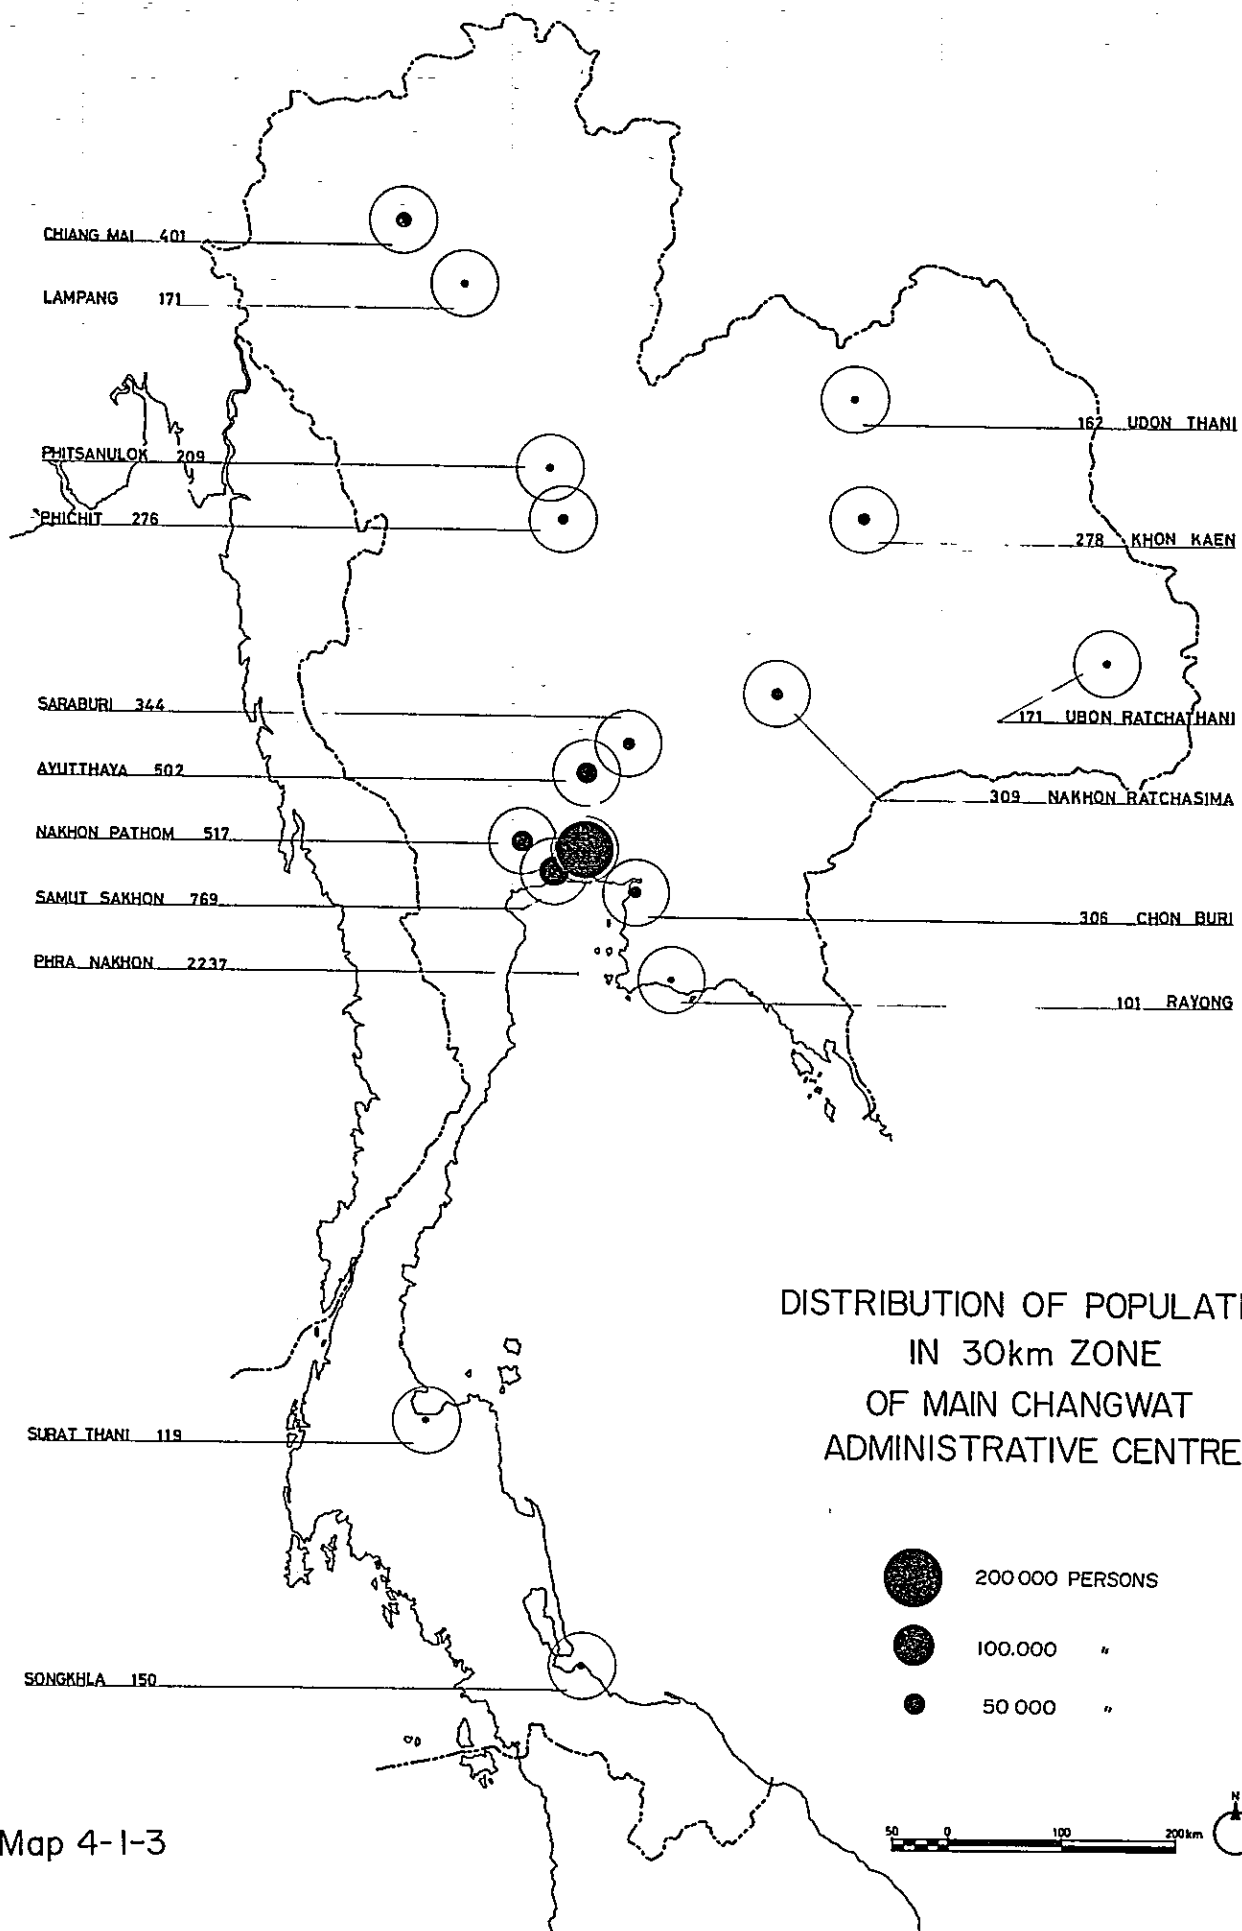 CHIANG MAI 401
LAMPANG 171
162 UDON THANI
PHITSANULOK 209
PHICHIT 276
278 KHON KAEN
SARABURI 344
171 UBON RATCHATHANI
AYUTTHAYA 502
309 NAKHON RATCHASIMA
NAKHON PATHOM 517
SAMUT SAKHON 769
306 CHON BURI
PHRA NAKHON 2237
101 RAYONG
DISTRIBUTION OF POPULATI
IN 30km ZONE
OF MAIN CHANGWAT
ADMINISTRATIVE CENTRE
SURAT THANI 119
200 000 PERSONS
100.000 "
50 000 "
SONGKHLA 150
N
50 0 100 200km
Map 4-1-3